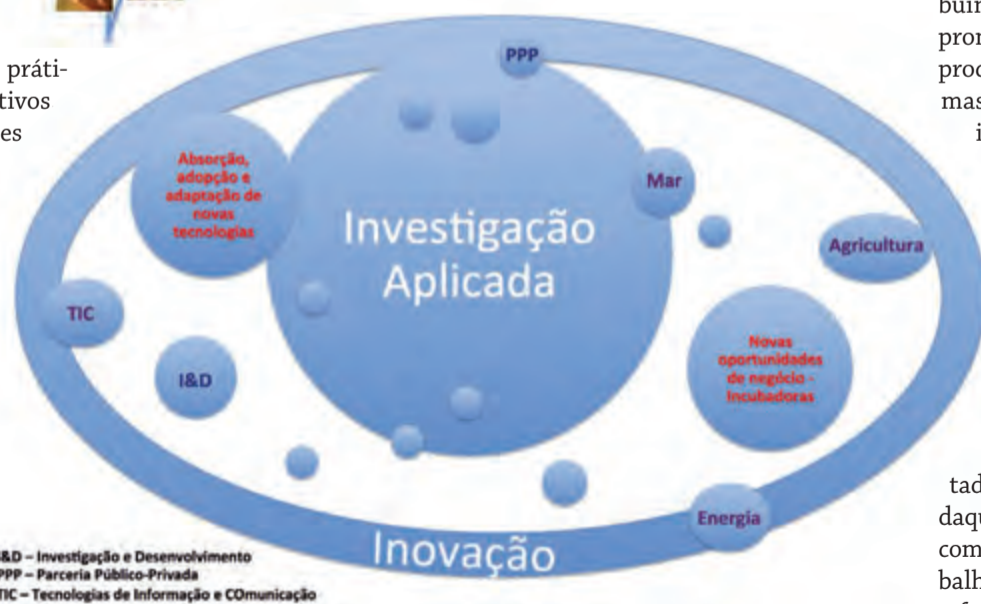 práti-
tivos
es
PPP
Absorção,
adopção e
adaptação de
novas
tecnologias
Mar
Investigação
Aplicada
Agricultura
TIC
I&D
Novas
oportunidades
de negócio -
Incubadoras
Energia
Inovação
I&D – Investigação e Desenvolvimento
PPP – Parceria Público-Privada
TIC – Tecnologias de Informação e COmunicação
pron
proc
mas
i
tad
daqu
com
balh